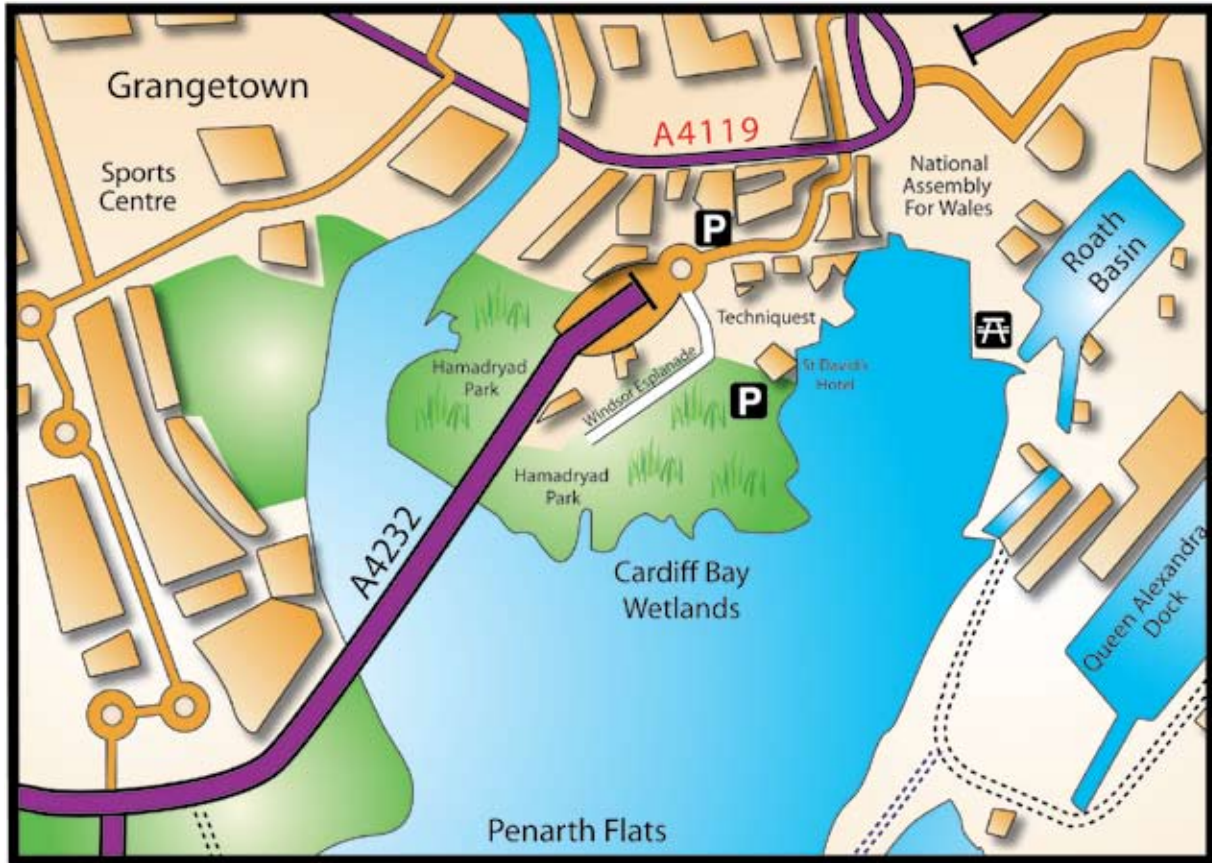 Grangetown
A4119
Sports
Centre
National
Assembly
For Wales
P
Roath
Basin
Techniquest
St David's
Hotel
Hamadryad
Park
Windsor Esplanade
P
Hamadryad
Park
A4232
Cardiff Bay
Wetlands
Queen Alexandra
Dock
Penarth Flats